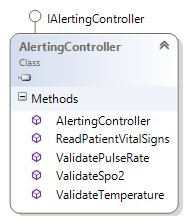 IAlertingController
AlertingController
Class
Methods
AlertingController
ReadPatientVitalSigns
ValidatePulseRate
ValidateSpo2
ValidateTemperature